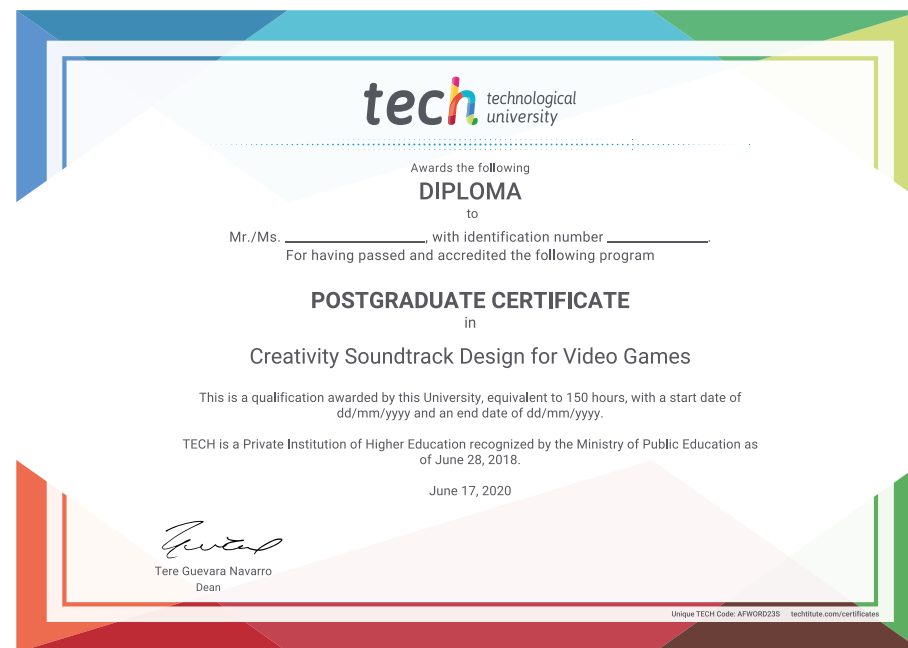 tech technological
university
Awards the following
DIPLOMA
to
Mr./Ms. ____________________, with identification number ______________.
For having passed and accredited the following program
POSTGRADUATE CERTIFICATE
in
Creativity Soundtrack Design for Video Games
This is a qualification awarded by this University, equivalent to 150 hours, with a start date of
dd/mm/yyyy and an end date of dd/mm/yyyy.
TECH is a Private Institution of Higher Education recognized by the Ministry of Public Education as
of June 28, 2018.
June 17, 2020
Tere Guevara Navarro
Dean
Unique TECH Code: AFWORD23S techtitute.com/certificates